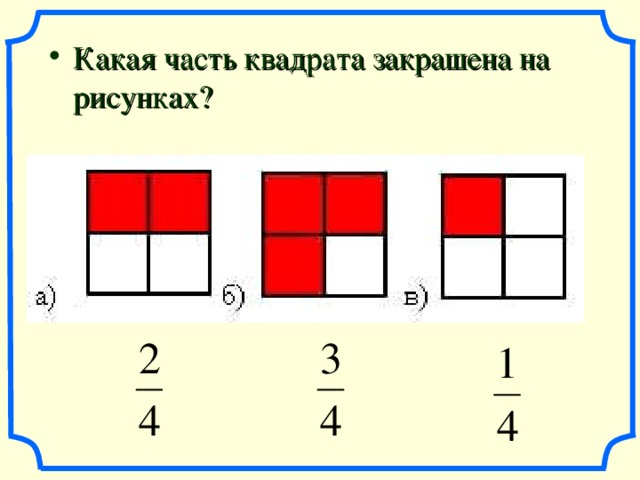 • Какая часть квадрата закрашена на
рисунках?
а) б) в)
2/4 3/4 1/4